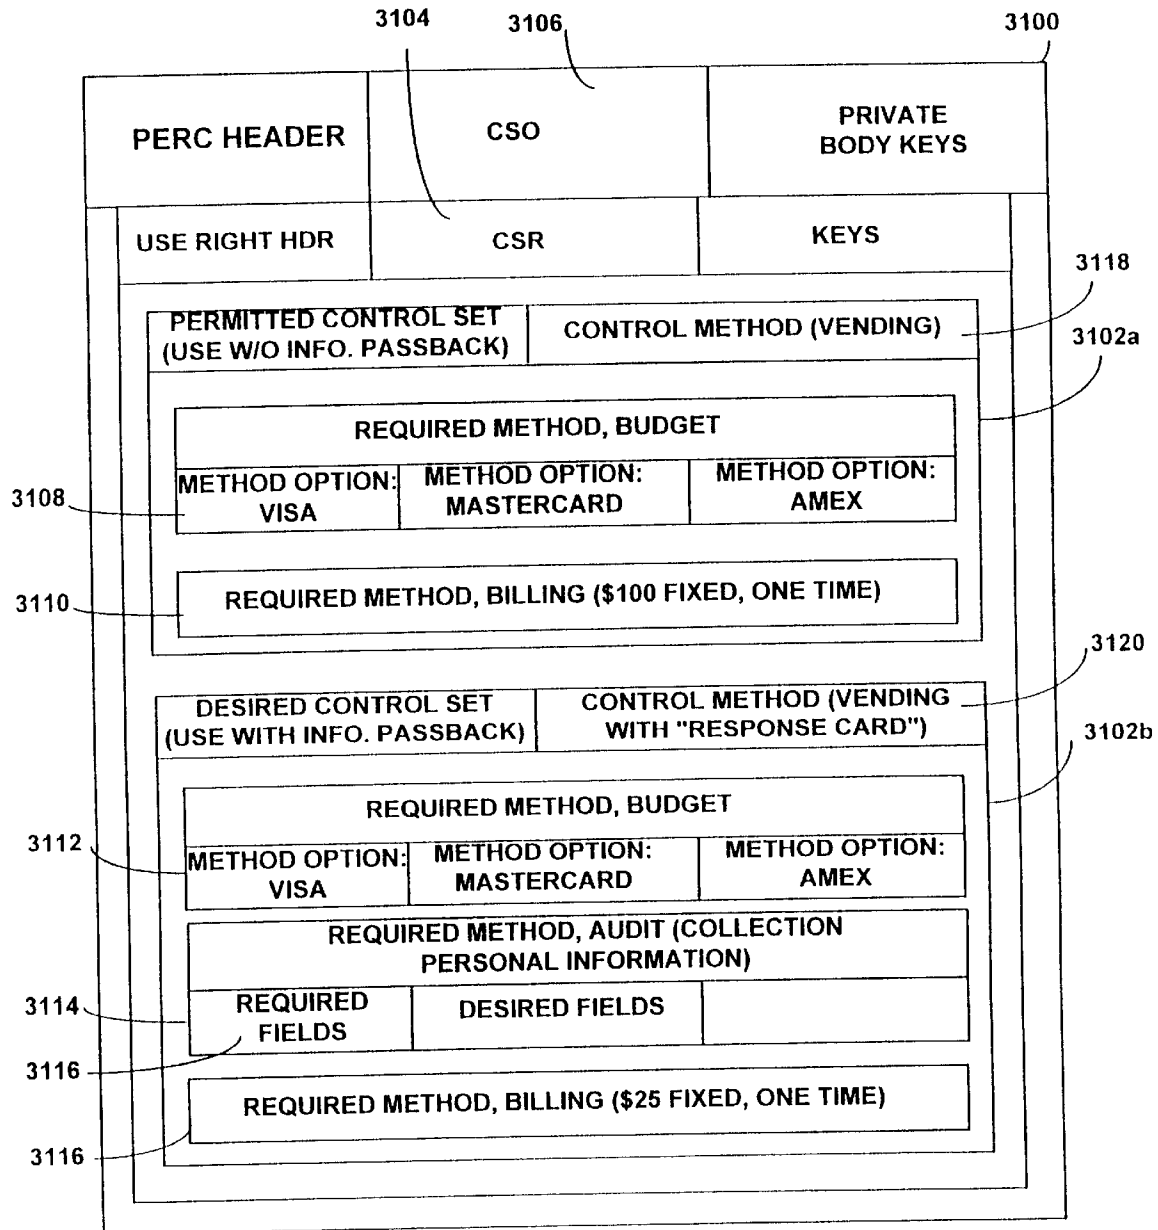 3104
3106
3100
PERC HEADER
CSO
PRIVATE
BODY KEYS
USE RIGHT HDR
CSR
KEYS
3118
PERMITTED CONTROL SET
(USE W/O INFO. PASSBACK)
CONTROL METHOD (VENDING)
3102a
REQUIRED METHOD, BUDGET
3108
METHOD OPTION:
VISA
METHOD OPTION:
MASTERCARD
METHOD OPTION:
AMEX
3110
REQUIRED METHOD, BILLING ($100 FIXED, ONE TIME)
3120
DESIRED CONTROL SET
(USE WITH INFO. PASSBACK)
CONTROL METHOD (VENDING
WITH "RESPONSE CARD")
3102b
REQUIRED METHOD, BUDGET
3112
METHOD OPTION:
VISA
METHOD OPTION:
MASTERCARD
METHOD OPTION:
AMEX
REQUIRED METHOD, AUDIT (COLLECTION
PERSONAL INFORMATION)
3114
REQUIRED
FIELDS
DESIRED FIELDS
3116
REQUIRED METHOD, BILLING ($25 FIXED, ONE TIME)
3116